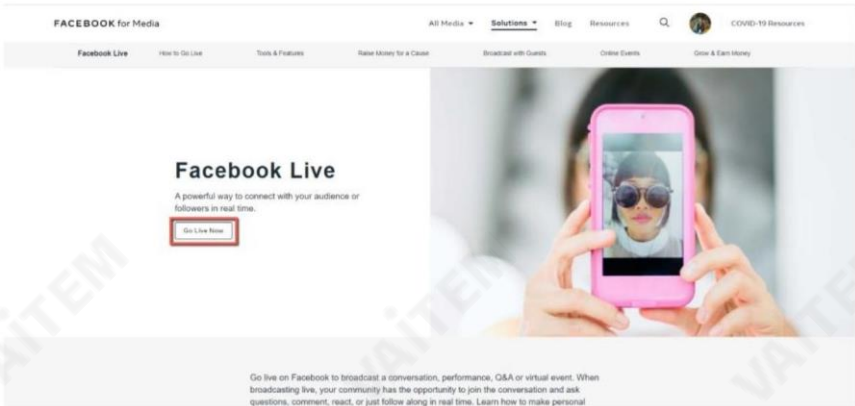 FACEBOOK for Media
All Media Solutions Blog Resources COVID-19 Resources
Facebook Live How to Go Live Tools & Features Raise Money for a Cause Broadcast with Guests Online Events Grow & Earn Money
Facebook Live
A powerful way to connect with your audience or
followers in real time.
Go Live Now
Go live on Facebook to broadcast a conversation, performance, Q&A or virtual event. When
broadcasting live, your community has the opportunity to join the conversation and ask
questions, comment, react, or just follow along in real time. Learn how to make personal
VAITEM
VAITEM
VAITEM